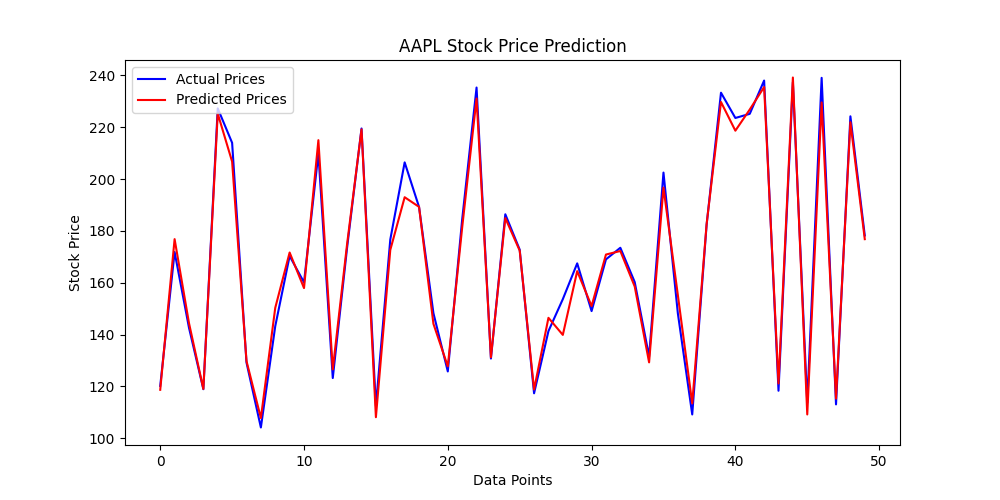 AAPL Stock Price Prediction
Actual Prices
Predicted Prices
Stock Price
240
220
200
180
160
140
120
100
0
10
20
30
40
50
Data Points